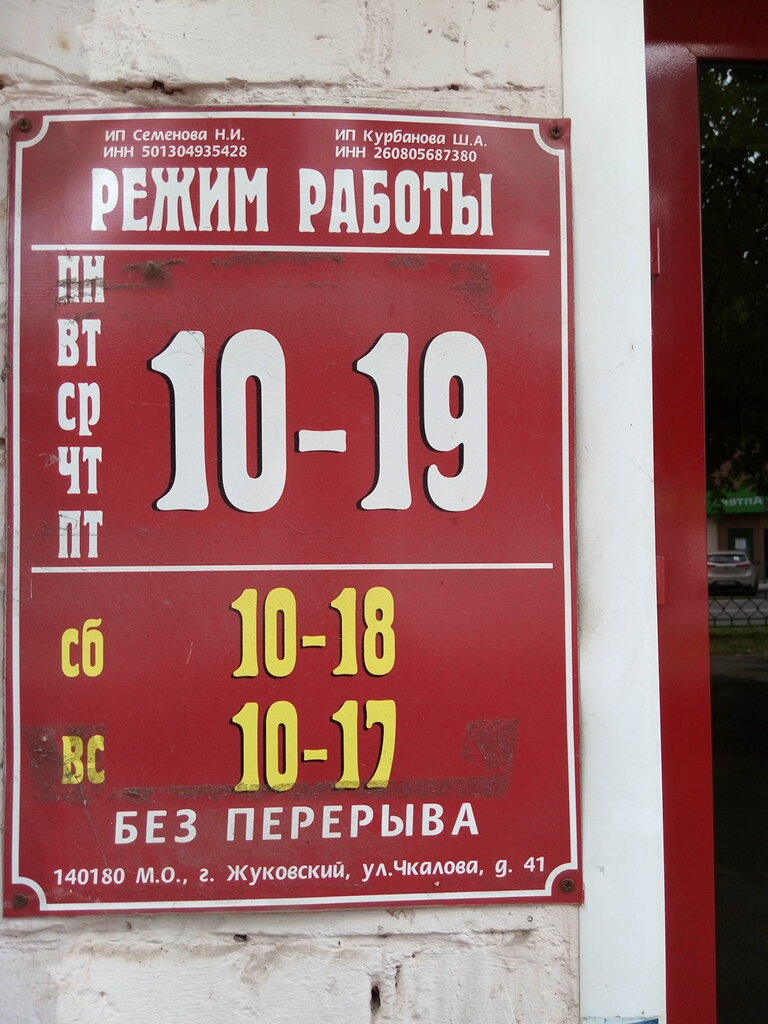 ИП Семенова Н.И. ИП Курбанова Ш.А.
ИНН 501304935428 ИНН 260805687380
РЕЖИМ РАБОТЫ
ПН
ВТ
СР 10-19
ЧТ
ПТ
СБ 10-18
ВС 10-17
БЕЗ ПЕРЕРЫВА
140180 М.О., г. Жуковский, ул.Чкалова, д. 41